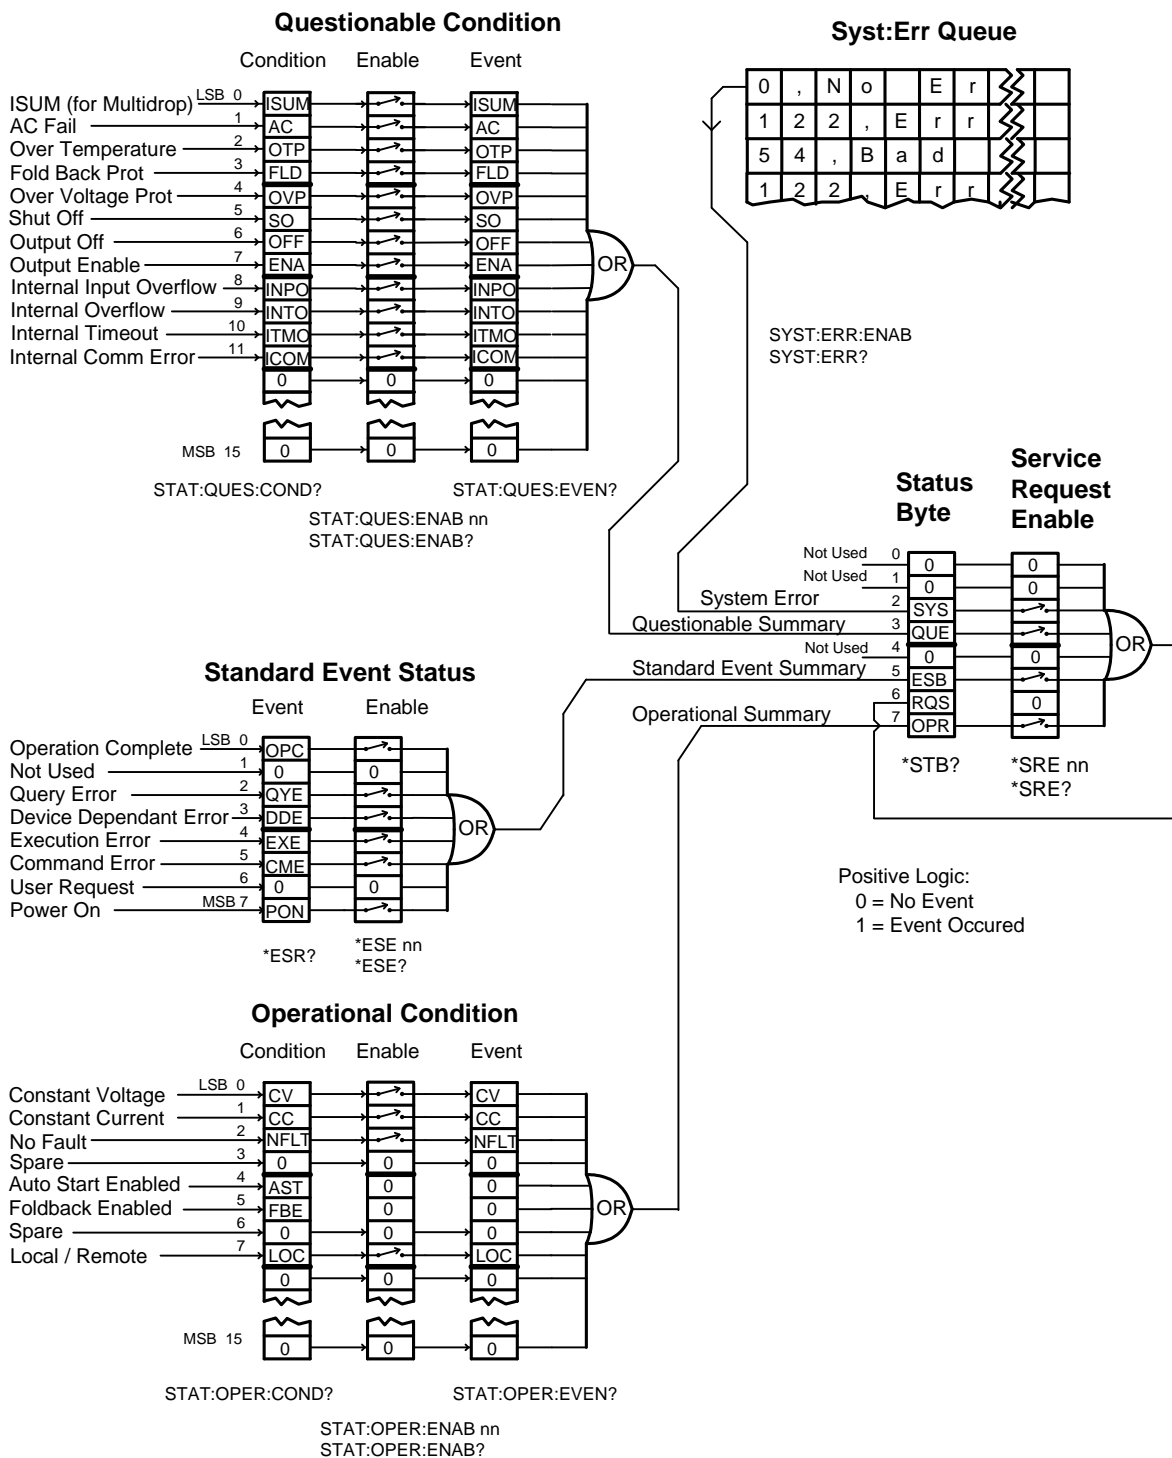 Questionable Condition
Condition Enable Event
ISUM (for Multidrop) LSB 0 ISUM ISUM
AC Fail 1 AC AC
Over Temperature 2 OTP OTP
Fold Back Prot 3 FLD FLD
Over Voltage Prot 4 OVP OVP
Shut Off 5 SO SO
Output Off 6 OFF OFF
Output Enable 7 ENA ENA
Internal Input Overflow 8 INPO INPO
Internal Overflow 9 INTO INTO
Internal Timeout 10 ITMO ITMO
Internal Comm Error 11 ICOM ICOM
0 0 0
MSB 15 0 0 0
OR
STAT:QUES:COND? STAT:QUES:EVEN?
STAT:QUES:ENAB nn
STAT:QUES:ENAB?
Syst:Err Queue
0 , N o E r
1 2 2 , E r r
5 4 , B a d
1 2 2 , E r r
SYST:ERR:ENAB
SYST:ERR?
Status Byte
Service Request Enable
Not Used 0 0 0
Not Used 1 0 0
System Error 2 SYS
Questionable Summary 3 QUE
Not Used 4 0 0
Standard Event Summary 5 ESB
6 RQS 0
Operational Summary 7 OPR
OR
*STB? *SRE nn
*SRE?
Positive Logic:
0 = No Event
1 = Event Occured
Standard Event Status
Event Enable
Operation Complete LSB 0 OPC
Not Used 1 0 0
Query Error 2 QYE
Device Dependant Error 3 DDE
Execution Error 4 EXE
Command Error 5 CME
User Request 6 0 0
Power On MSB 7 PON
OR
*ESR? *ESE nn
*ESE?
Operational Condition
Condition Enable Event
Constant Voltage LSB 0 CV CV
Constant Current 1 CC CC
No Fault 2 NFLT NFLT
Spare 3 0 0 0
Auto Start Enabled 4 AST 0 0
Foldback Enabled 5 FBE 0 0
Spare 6 0 0 0
Local / Remote 7 LOC LOC
0 0 0
MSB 15 0 0 0
OR
STAT:OPER:COND? STAT:OPER:EVEN?
STAT:OPER:ENAB nn
STAT:OPER:ENAB?